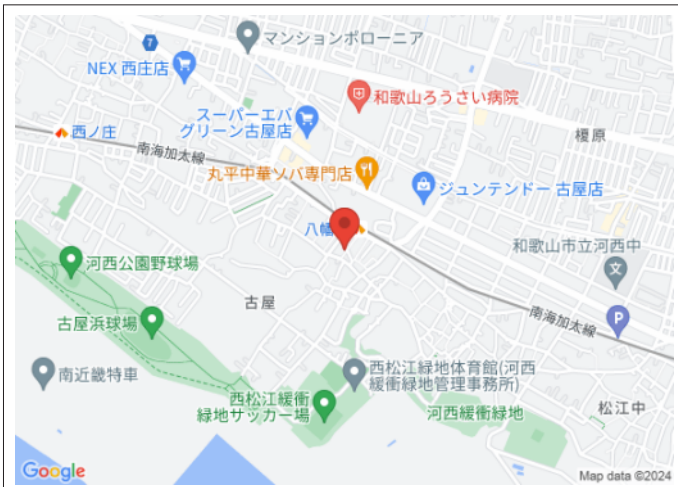 マンションポローニア
7
NEX 西庄店
和歌山ろうさい病院
スーパーエバ
グリーン古屋店
西ノ庄
榎原
南海加太線
丸平中華ソバ専門店
ジュンテンドー 古屋店
八幡
和歌山市立河西中
文
河西公園野球場
古屋
南海加太線
古屋浜球場
P
西松江緑地体育館(河西
緩衝緑地管理事務所)
南近畿特車
西松江緩衝
緑地サッカー場
河西緩衝緑地
松江中
Google
Map data ©2024